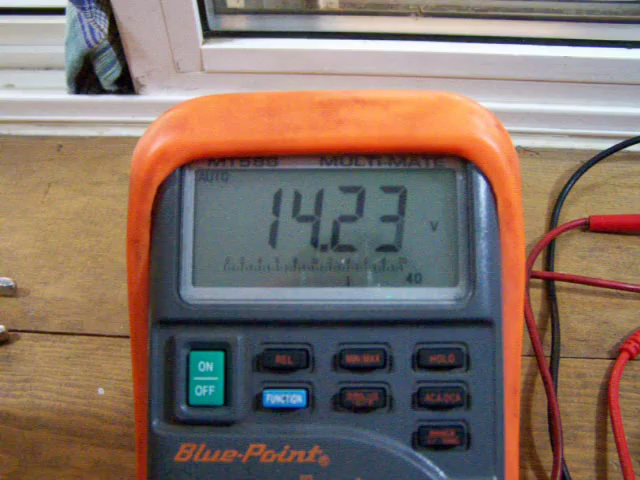 MT586 MULTI-MATE
AUTO
14.23 V
40
ON REL MIN MAX HOLD
OFF FUNCTION ACA/DCA
Blue-Point®